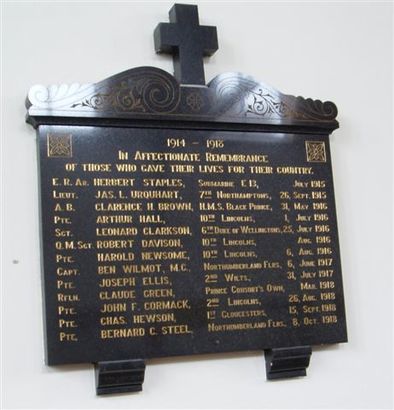 1914 – 1918
IN AFFECTIONATE REMEMBRANCE
OF THOSE WHO GAVE THEIR LIVES FOR THEIR COUNTRY.
E. R. AB. HERBERT STAPLES, SUBMARINE E 13, JULY 1915
LIEUT. JAS. L. URQUHART, 7TH NORTHAMPTONS, 26, SEPT. 1915
A. B. CLARENCE H. BROWN, H.M.S. BLACK PRINCE, 31, MAY 1916
PTE. ARTHUR HALL, 10TH LINCOLNS, 1, JULY 1916
SGT. LEONARD CLARKSON, 6TH DUKE OF WELLINGTONS, 25, JULY 1916
Q.M. SGT. ROBERT DAVISON, 10TH LINCOLNS, AUG. 1916
PTE. HAROLD NEWSOME, 10TH LINCOLNS, 6, AUG. 1916
CAPT. BEN WILMOT, M.C., NORTHUMBERLAND FLRS, 6, JUNE 1917
PTE. JOSEPH ELLIS, 2ND WILTS, 31, JULY 1917
RFLN. CLAUDE GREEN, PRINCE CONSORT'S OWN, MAR. 1918
PTE. JOHN F. CORMACK, 2ND LINCOLNS, 26, AUG. 1918
PTE. CHAS. HEWSON, 1ST GLOUCESTERS, 15, SEPT. 1918
PTE. BERNARD C. STEEL, NORTHUMBERLAND FLRS, 8, OCT. 1918